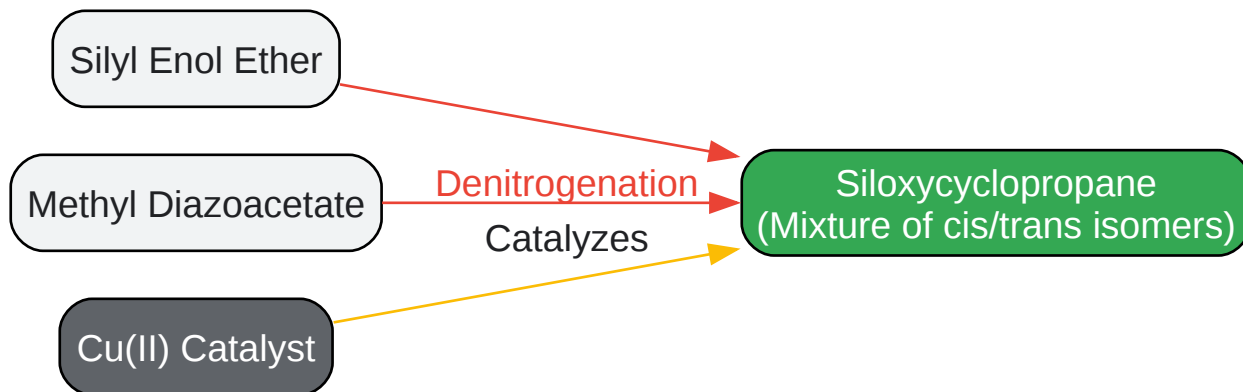 Silyl Enol Ether
Methyl Diazoacetate
Denitrogenation
Catalyzes
Cu(II) Catalyst
Siloxycyclopropane
(Mixture of cis/trans isomers)